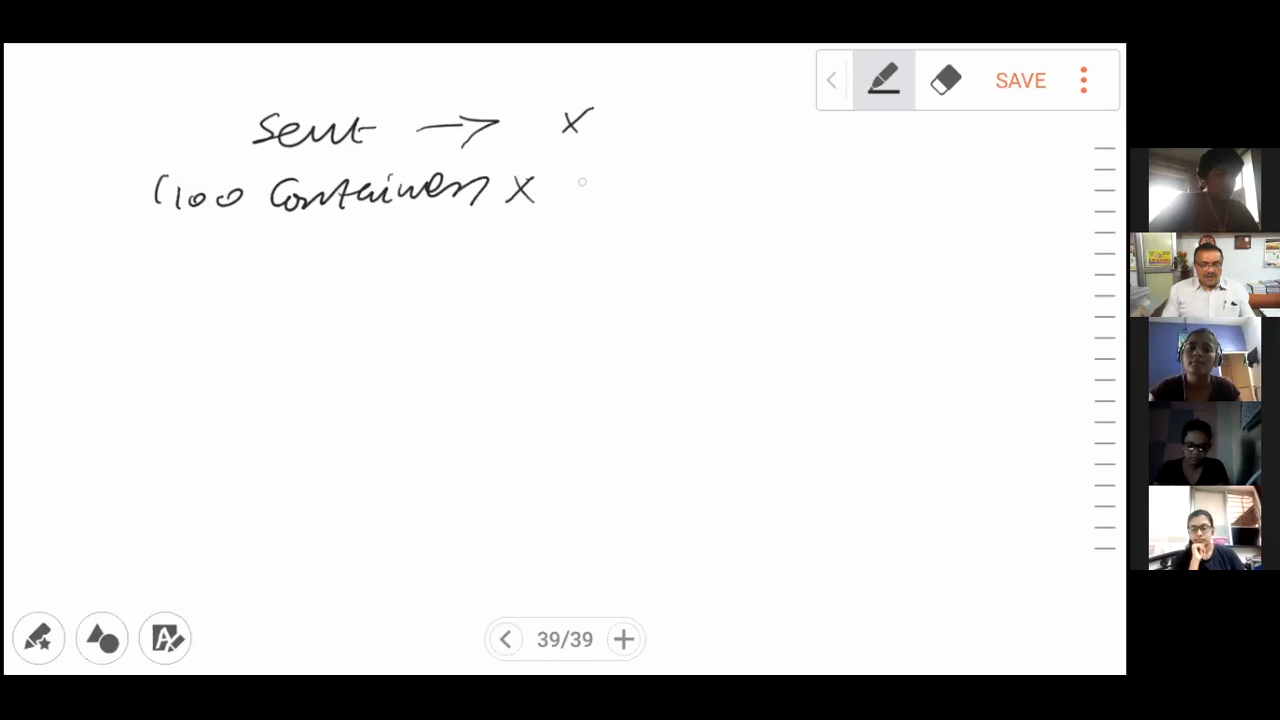 SAVE
Sent → x
(100 Containers X
39/39